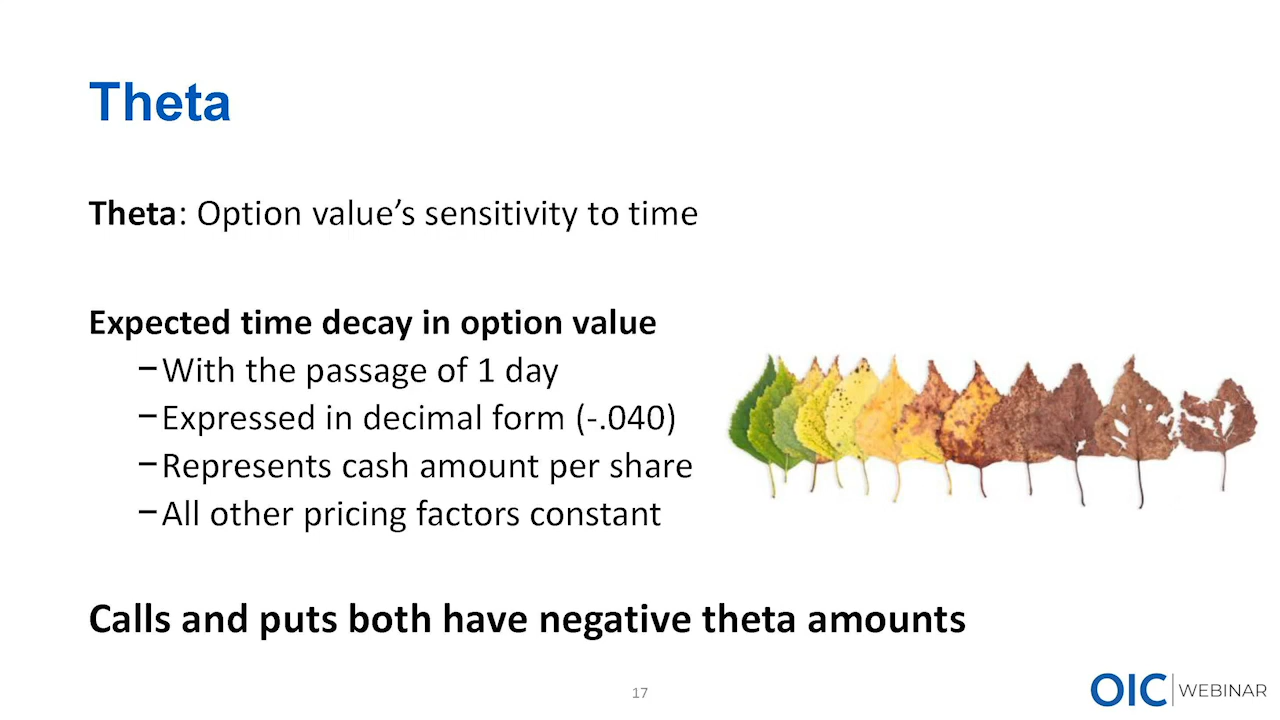 Theta
Theta: Option value’s sensitivity to time
Expected time decay in option value
–With the passage of 1 day
–Expressed in decimal form (-.040)
–Represents cash amount per share
–All other pricing factors constant
Calls and puts both have negative theta amounts
17
OIC WEBINAR